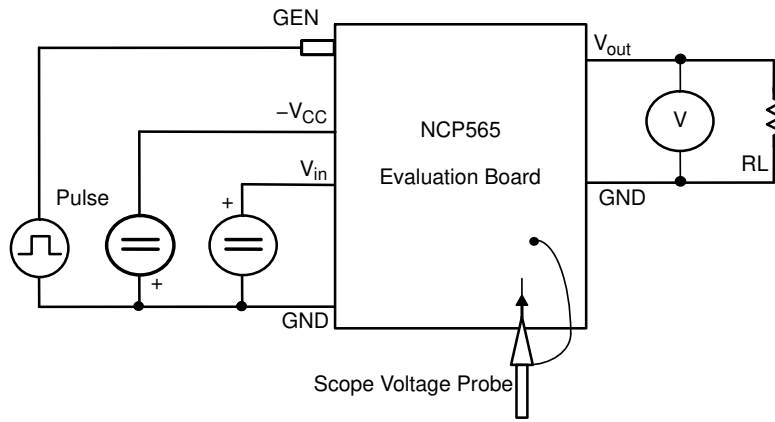 GEN
V_out
−V_CC
NCP565
V
V_in
Evaluation Board
RL
Pulse
GND
+
+
GND
Scope Voltage Probe